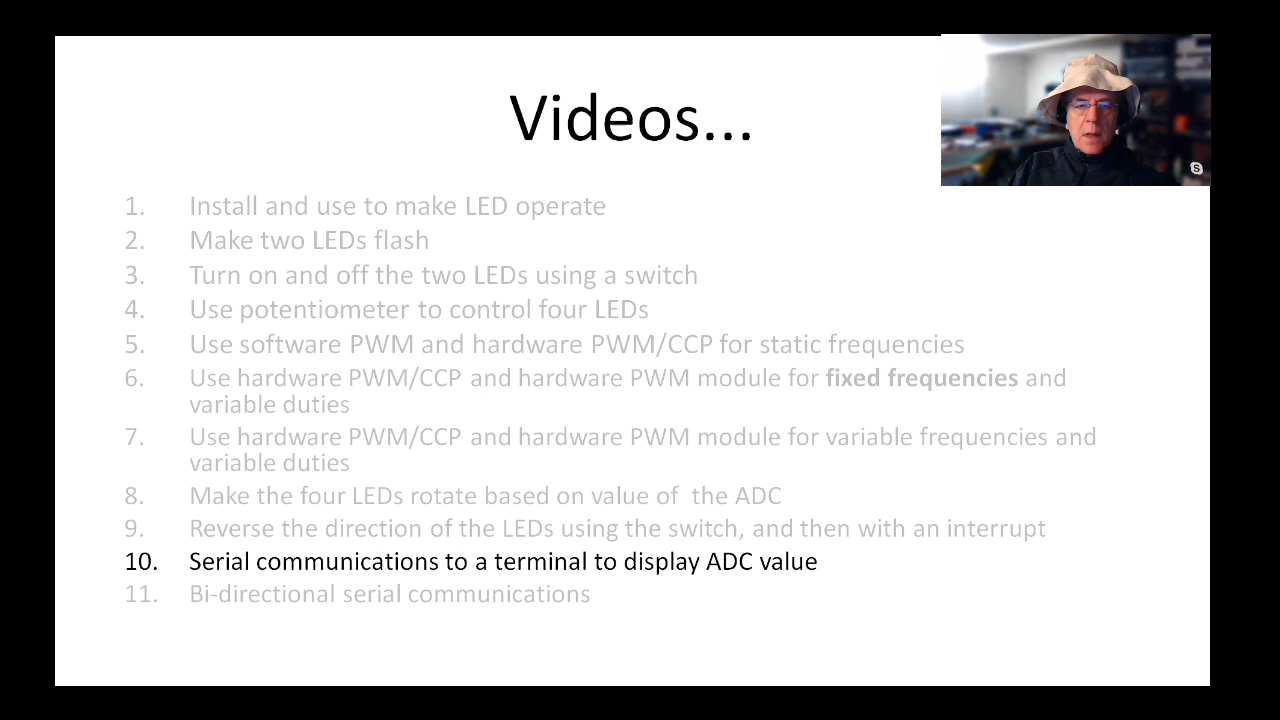 Videos...
1. Install and use to make LED operate
2. Make two LEDs flash
3. Turn on and off the two LEDs using a switch
4. Use potentiometer to control four LEDs
5. Use software PWM and hardware PWM/CCP for static frequencies
6. Use hardware PWM/CCP and hardware PWM module for fixed frequencies and
variable duties
7. Use hardware PWM/CCP and hardware PWM module for variable frequencies and
variable duties
8. Make the four LEDs rotate based on value of  the ADC
9. Reverse the direction of the LEDs using the switch, and then with an interrupt
10. Serial communications to a terminal to display ADC value
11. Bi-directional serial communications